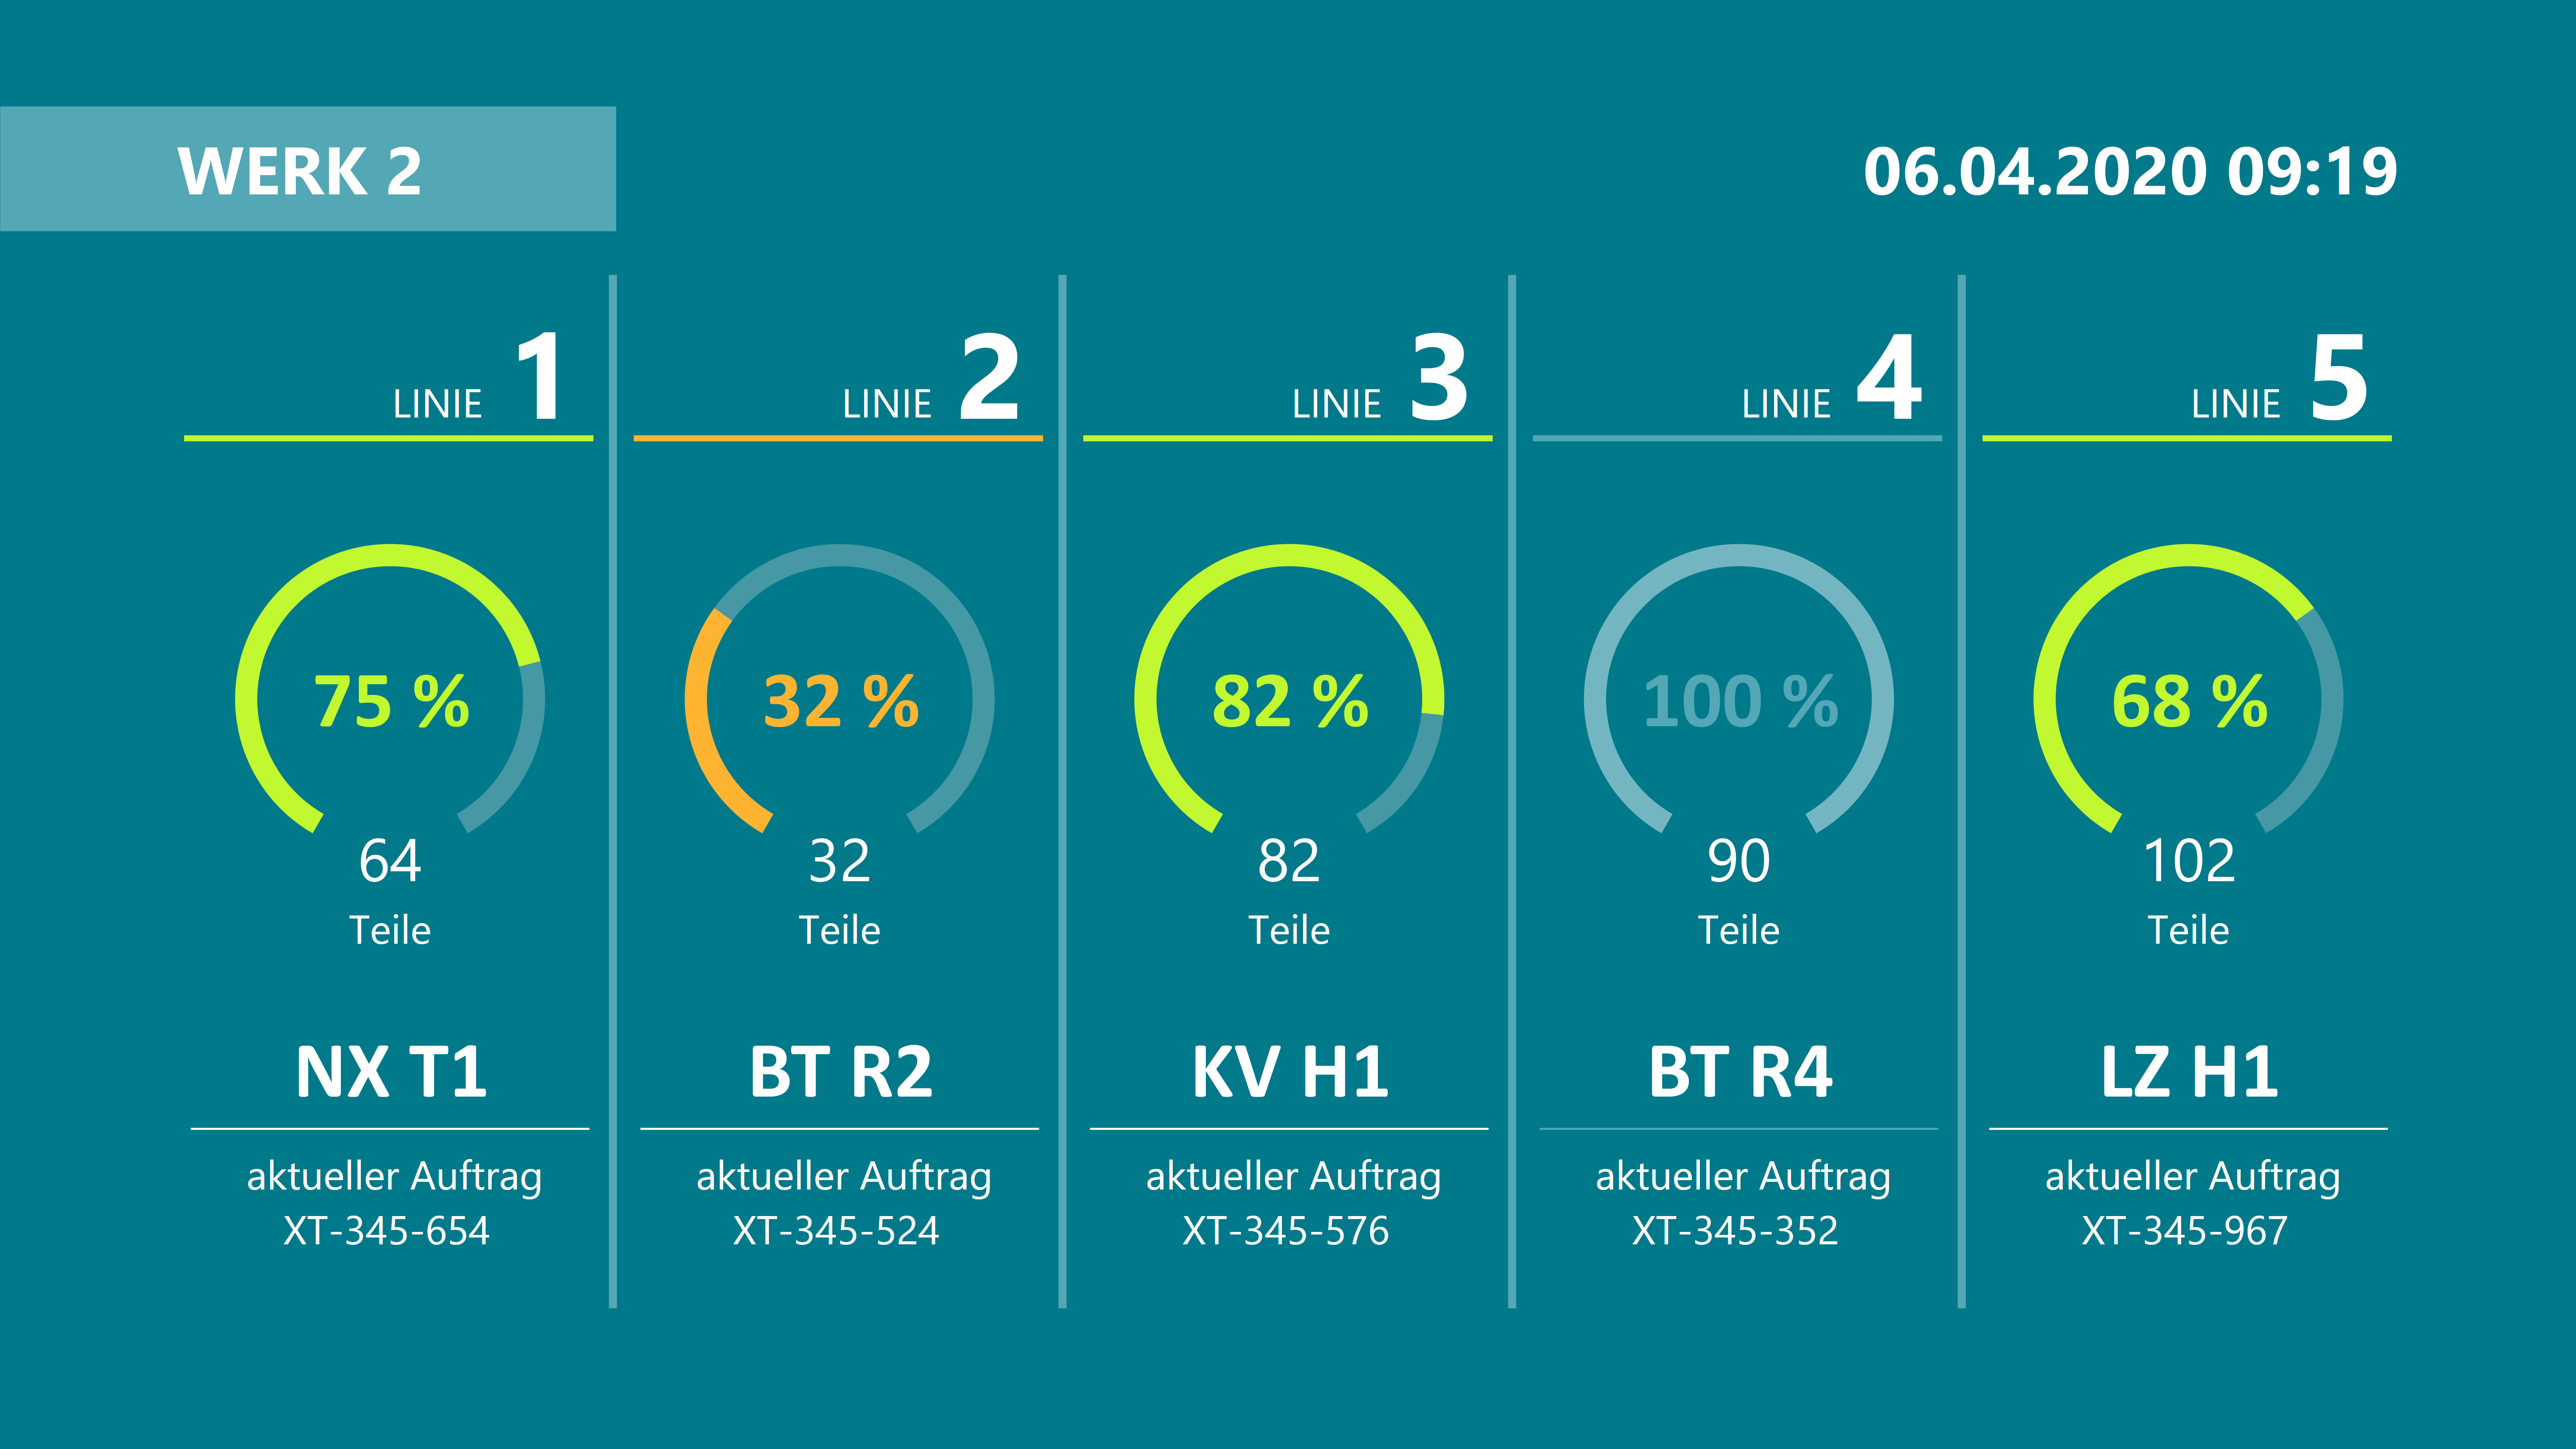 WERK 2
06.04.2020 09:19
LINIE 1
75 %
64
Teile
NX T1
aktueller Auftrag
XT-345-654
LINIE 2
32 %
32
Teile
BT R2
aktueller Auftrag
XT-345-524
LINIE 3
82 %
82
Teile
KV H1
aktueller Auftrag
XT-345-576
LINIE 4
100 %
90
Teile
BT R4
aktueller Auftrag
XT-345-352
LINIE 5
68 %
102
Teile
LZ H1
aktueller Auftrag
XT-345-967